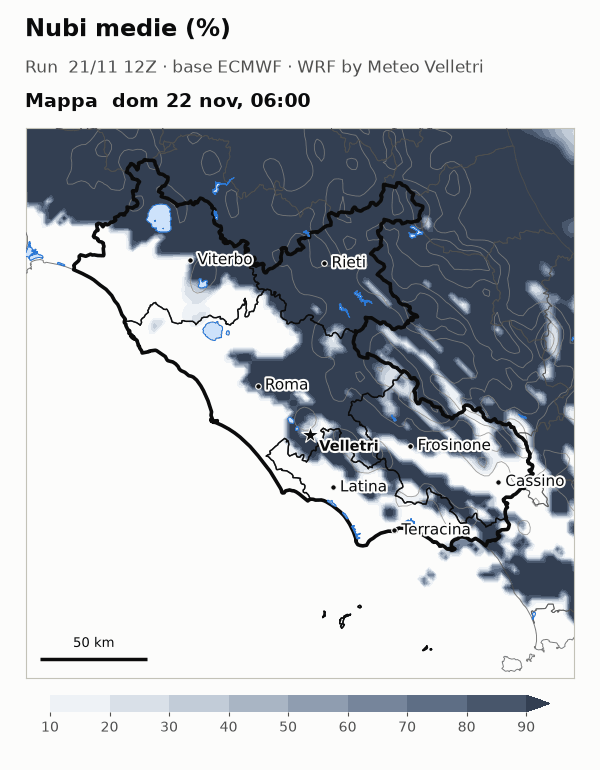 Nubi medie (%)
Run  21/11 12Z · base ECMWF · WRF by Meteo Velletri
Mappa  dom 22 nov, 06:00
Viterbo
Rieti
Roma
Velletri
Frosinone
Latina
Cassino
Terracina
50 km
10 20 30 40 50 60 70 80 90